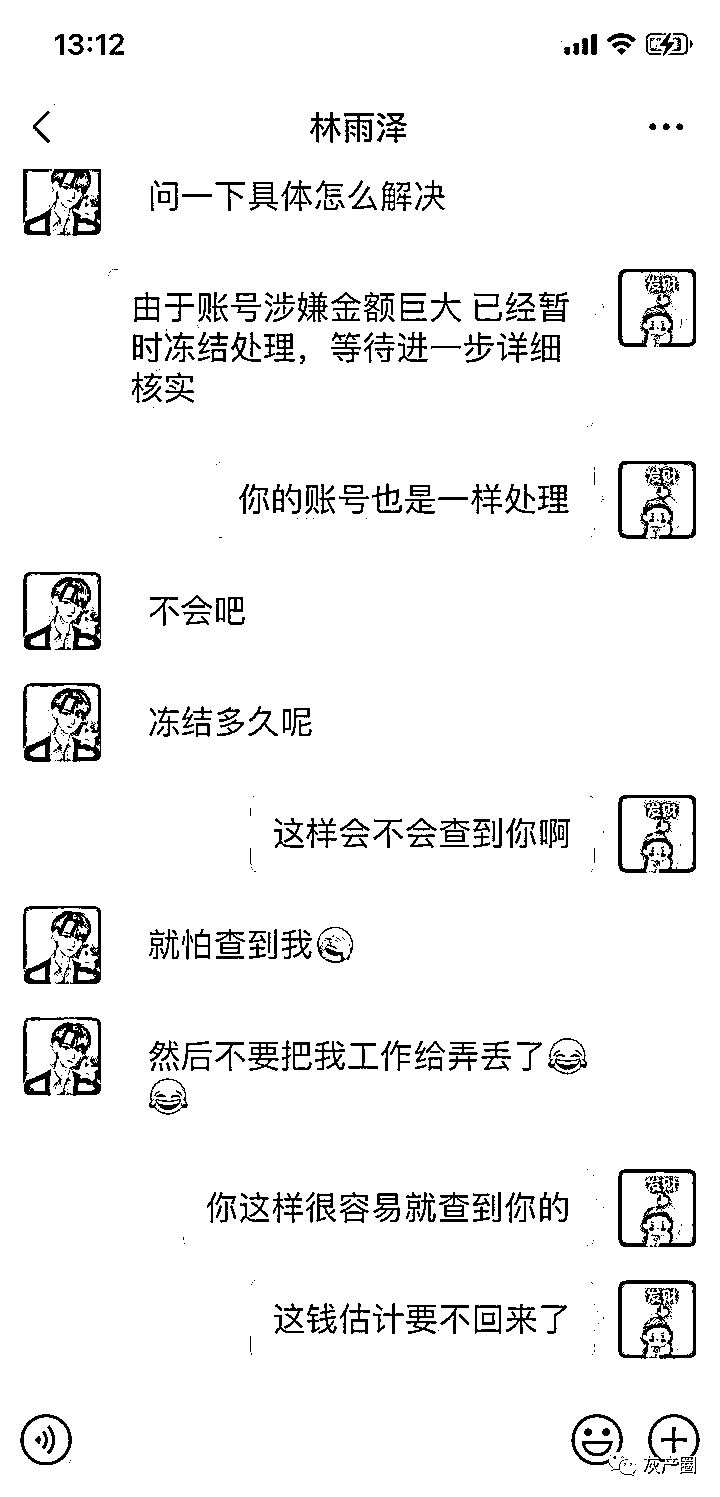 13:12
林雨泽
问一下具体怎么解决
由于账号涉嫌金额巨大 已经暂
时冻结处理，等待进一步详细
核实
你的账号也是一样处理
不会吧
冻结多久呢
这样会不会查到你啊
就怕查到我
然后不要把我工作给弄丢了😂
😂
你这样很容易就查到你的
这钱估计要不回来了
灰产圈